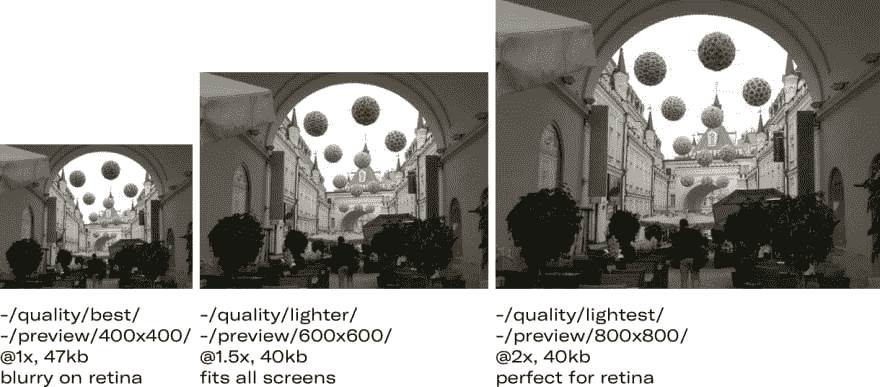 -/quality/best/
-/preview/400x400/
@1x, 47kb
blurry on retina
-/quality/lighter/
-/preview/600x600/
@1.5x, 40kb
fits all screens
-/quality/lightest/
-/preview/800x800/
@2x, 40kb
perfect for retina